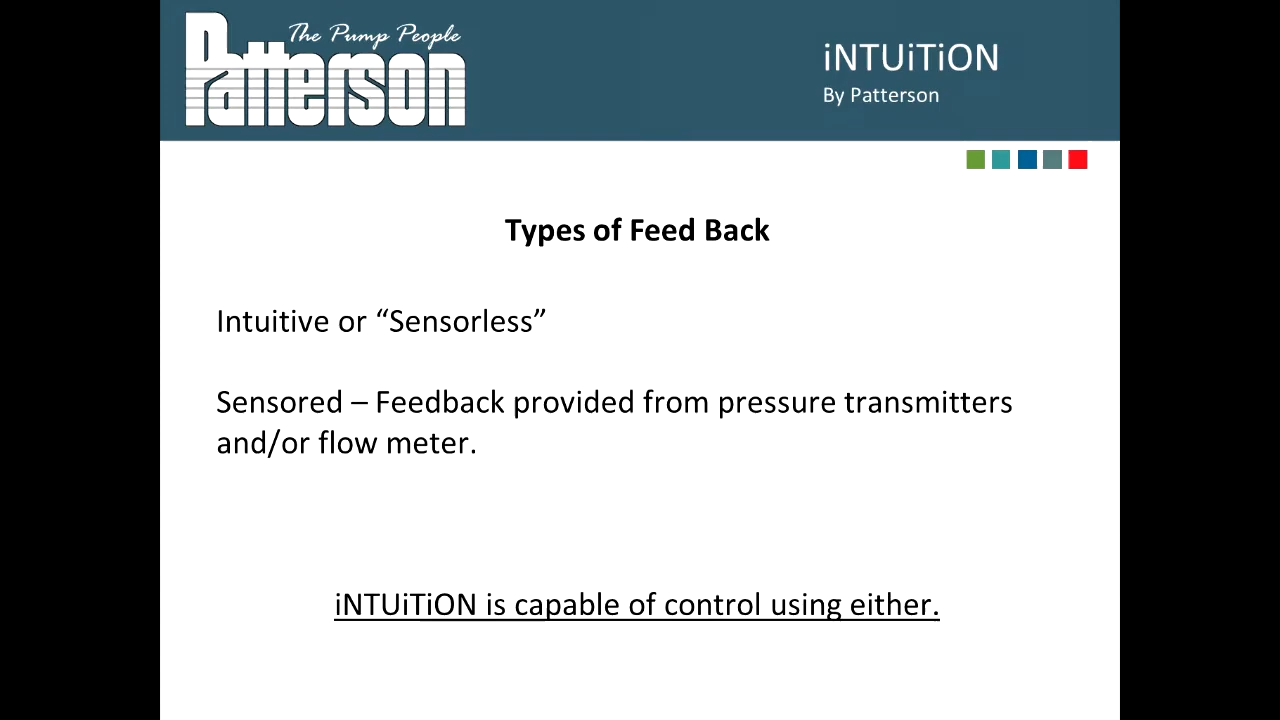 The Pump People
Patterson
iNTUiTiON
By Patterson
Types of Feed Back
Intuitive or “Sensorless”
Sensored – Feedback provided from pressure transmitters
and/or flow meter.
iNTUiTiON is capable of control using either.